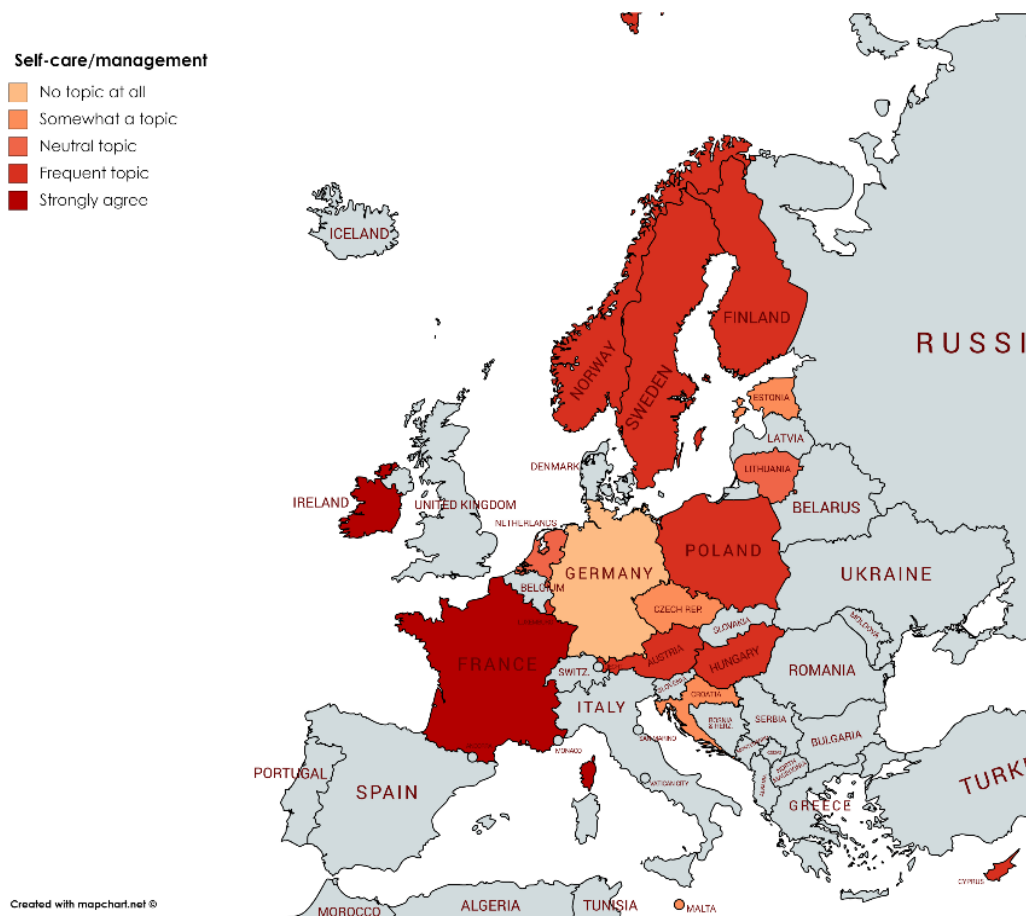 Self-care/management
No topic at all
Somewhat a topic
Neutral topic
Frequent topic
Strongly agree
ICELAND
FINLAND
RUSSI
NORWAY
SWEDEN
ESTONIA
LATVIA
DENMARK
LITHUANIA
IRELAND
UNITED KINGDOM
BELARUS
NETHERLANDS
POLAND
GERMANY
UKRAINE
BELGIUM
CZECH REP.
SLOVAKIA
MOLDOVA
FRANCE
AUSTRIA
HUNGARY
SWITZ.
ROMANIA
SLOVENIA
CROATIA
ITALY
BOSNIA
& HERZ.
SERBIA
SAN MARINO
BULGARIA
MONACO
NORTH
MACEDONIA
PORTUGAL
SPAIN
VATICAN CITY
TURKE
GREECE
CYPRUS
Created with mapchart.net ©
MOROCCO
ALGERIA
TUNISIA
MALTA